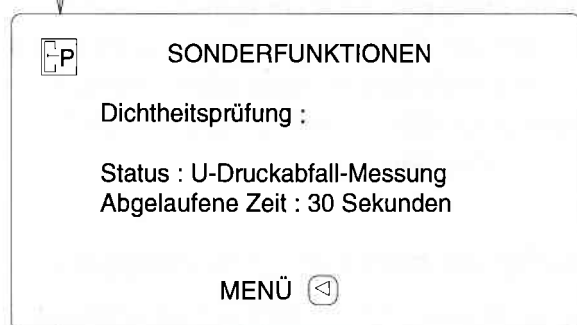 P
SONDERFUNKTIONEN
Dichtheitsprüfung :
Status : U-Druckabfall-Messung
Abgelaufene Zeit : 30 Sekunden
MENÜ